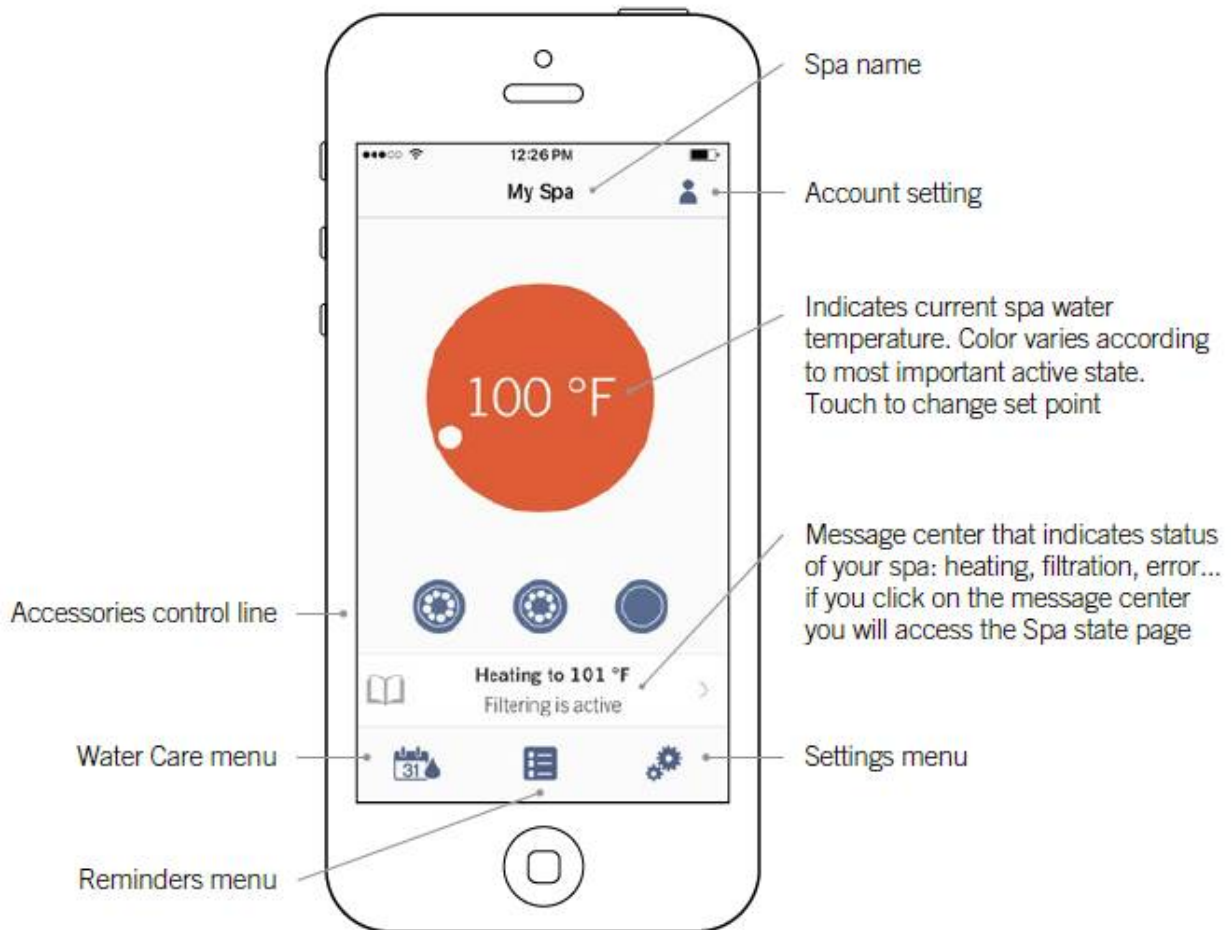 Spa name
12:26 PM
My Spa
Account setting
Indicates current spa water
temperature. Color varies according
to most important active state.
Touch to change set point
100 °F
Message center that indicates status
of your spa: heating, filtration, error...
if you click on the message center
you will access the Spa state page
Accessories control line
Heating to 101 °F
Filtering is active
Water Care menu
31
Settings menu
Reminders menu